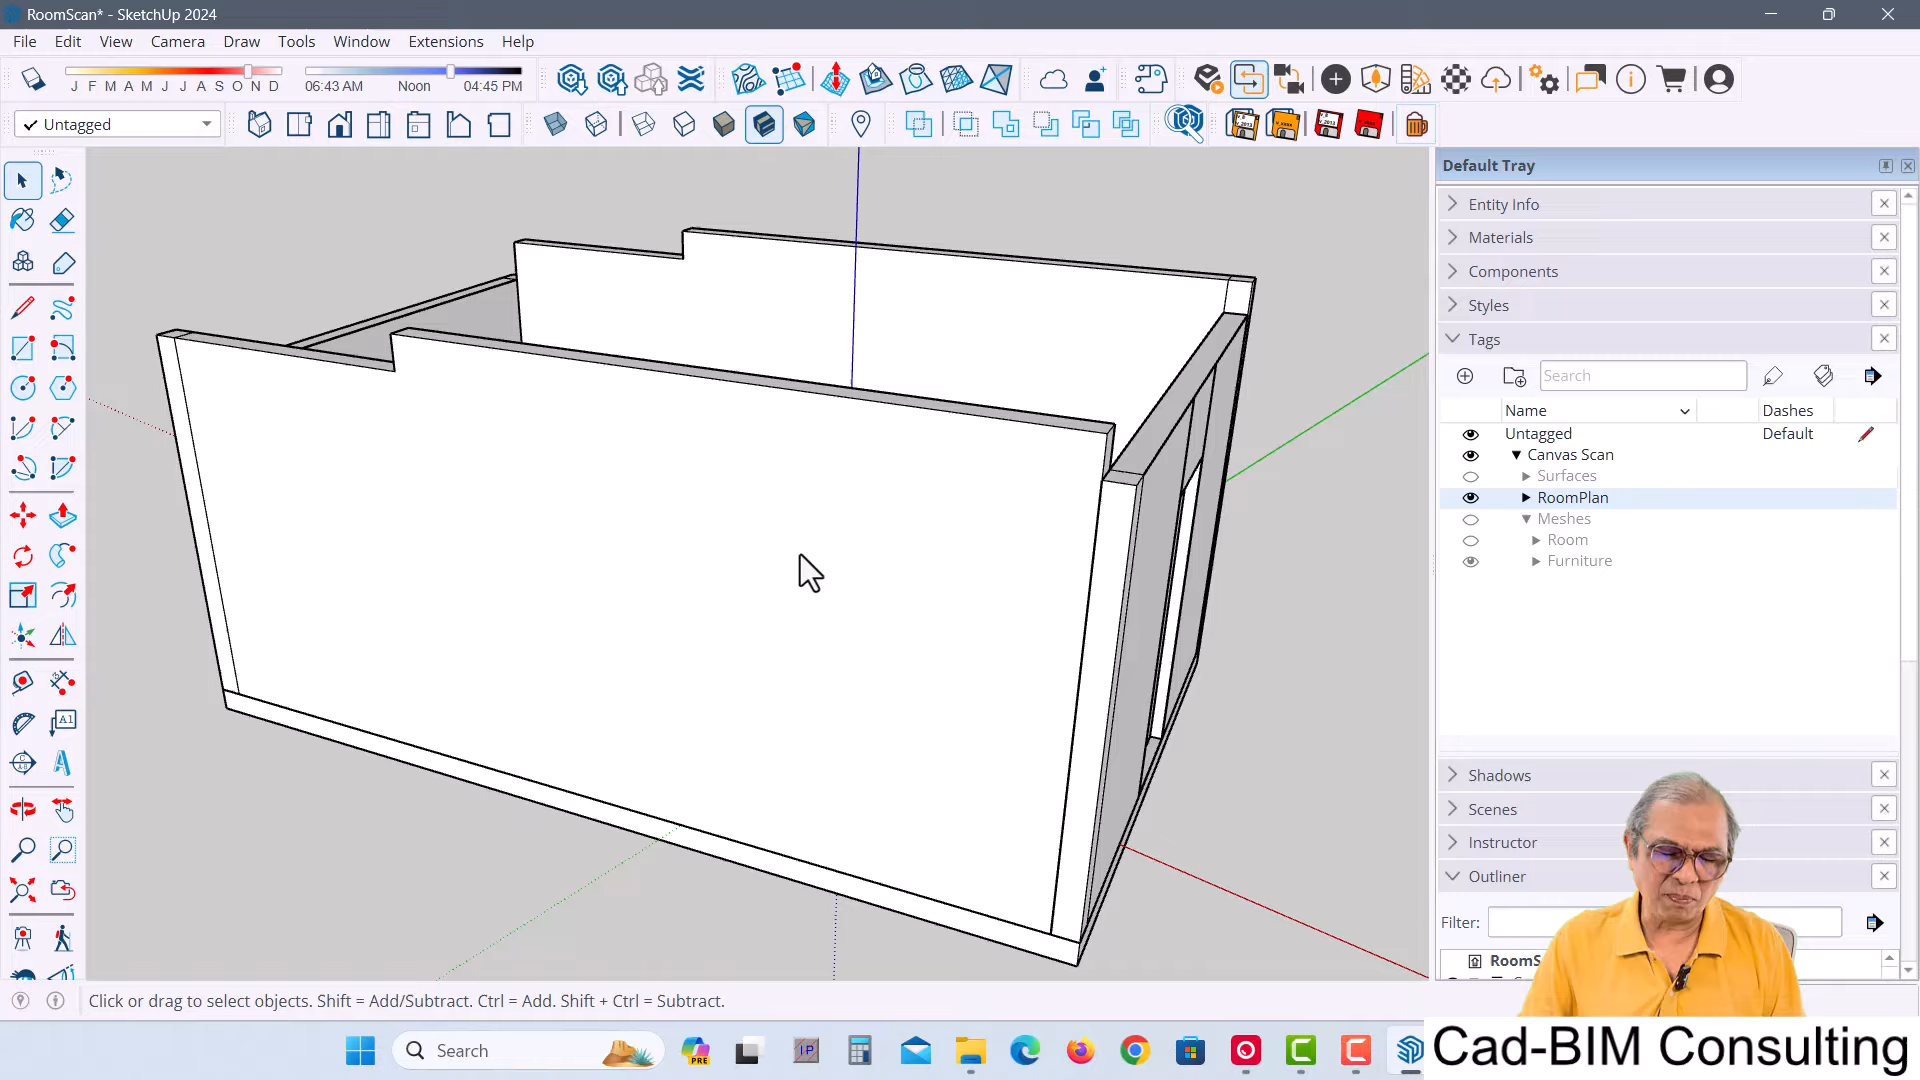 RoomScan* - SketchUp 2024
File Edit View Camera Draw Tools Window Extensions Help
J F M A M J J A S O N D
06:43 AM Noon 04:45 PM
Untagged
Default Tray
Entity Info
Materials
Components
Styles
Tags
Search
Name Dashes
Untagged Default
Canvas Scan
Surfaces
RoomPlan
Meshes
Room
Furniture
Shadows
Scenes
Instructor
Outliner
Filter:
RoomS
A1
Click or drag to select objects. Shift = Add/Subtract. Ctrl = Add. Shift + Ctrl = Subtract.
Search
PRE
IP
Cad-BIM Consulting